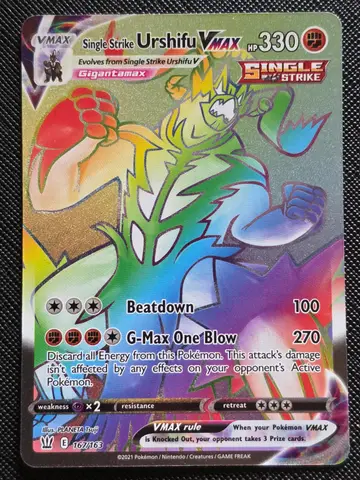 VMAX Single Strike Urshifu VMAX HP 330
Evolves from Single Strike Urshifu V
Gigantamax
SINGLE
STRIKE
Beatdown 100
G-Max One Blow 270
Discard all Energy from this Pokémon. This attack's damage
isn't affected by any effects on your opponent's Active
Pokémon.
weakness ×2 resistance retreat
Illus. PLANETA Tsuji
E 167/163
VMAX rule When your Pokémon VMAX
is Knocked Out, your opponent takes 3 Prize cards.
©2021 Pokémon / Nintendo / Creatures / GAME FREAK